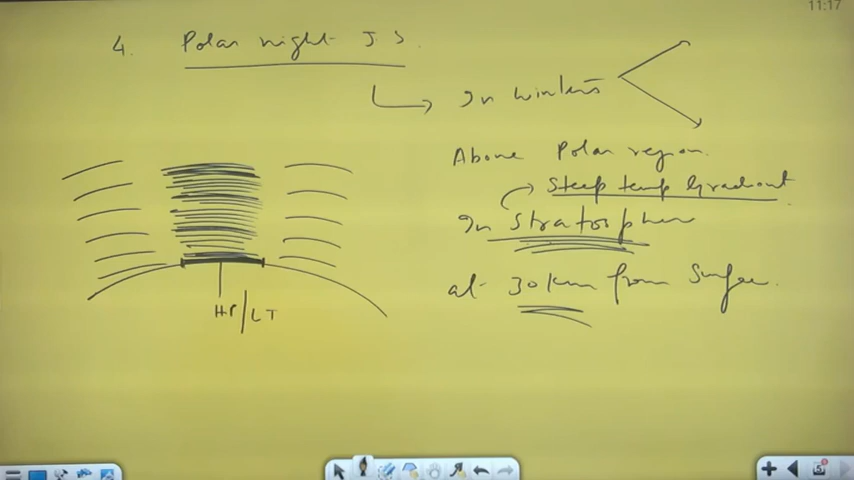 11:17
4. Polar night J S.
In winters
Above Polar region.
Steep temp Gradient
In Stratosphere
at 30km from Surface.
HP/LT